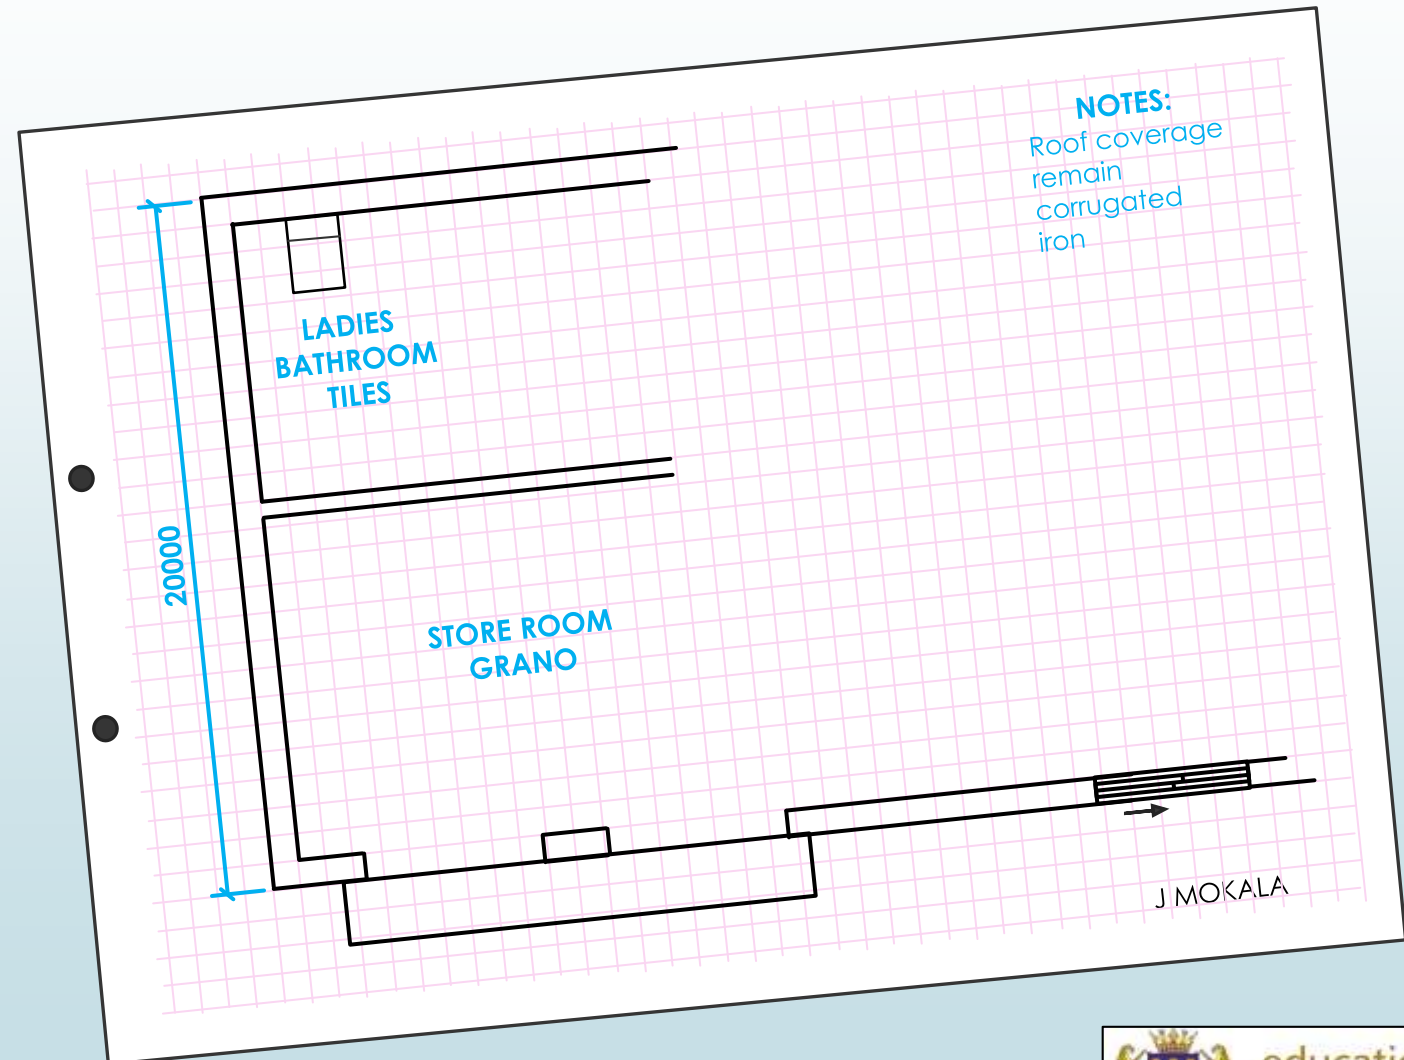 NOTES:
Roof coverage
remain
corrugated
iron
LADIES
BATHROOM
TILES
20000
STORE ROOM
GRANO
J MOKALA